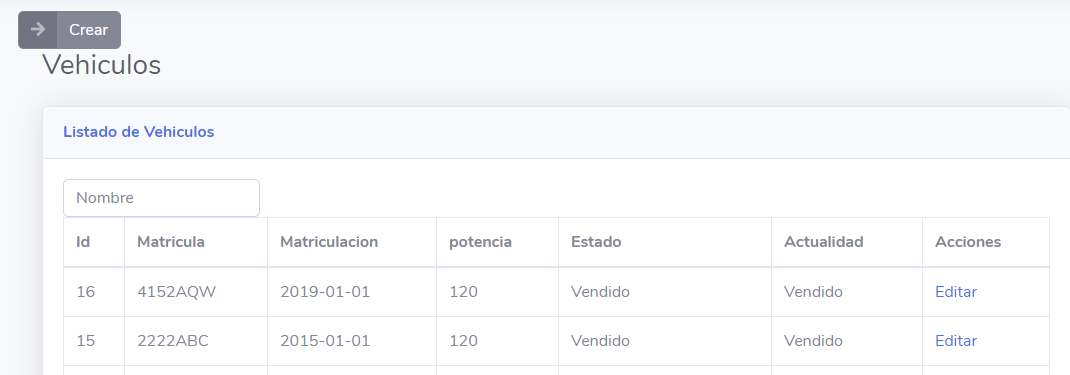 Crear
Vehiculos
Listado de Vehiculos
Nombre
Id Matricula Matriculacion potencia Estado Actualidad Acciones
16 4152AQW 2019-01-01 120 Vendido Vendido Editar
15 2222ABC 2015-01-01 120 Vendido Vendido Editar